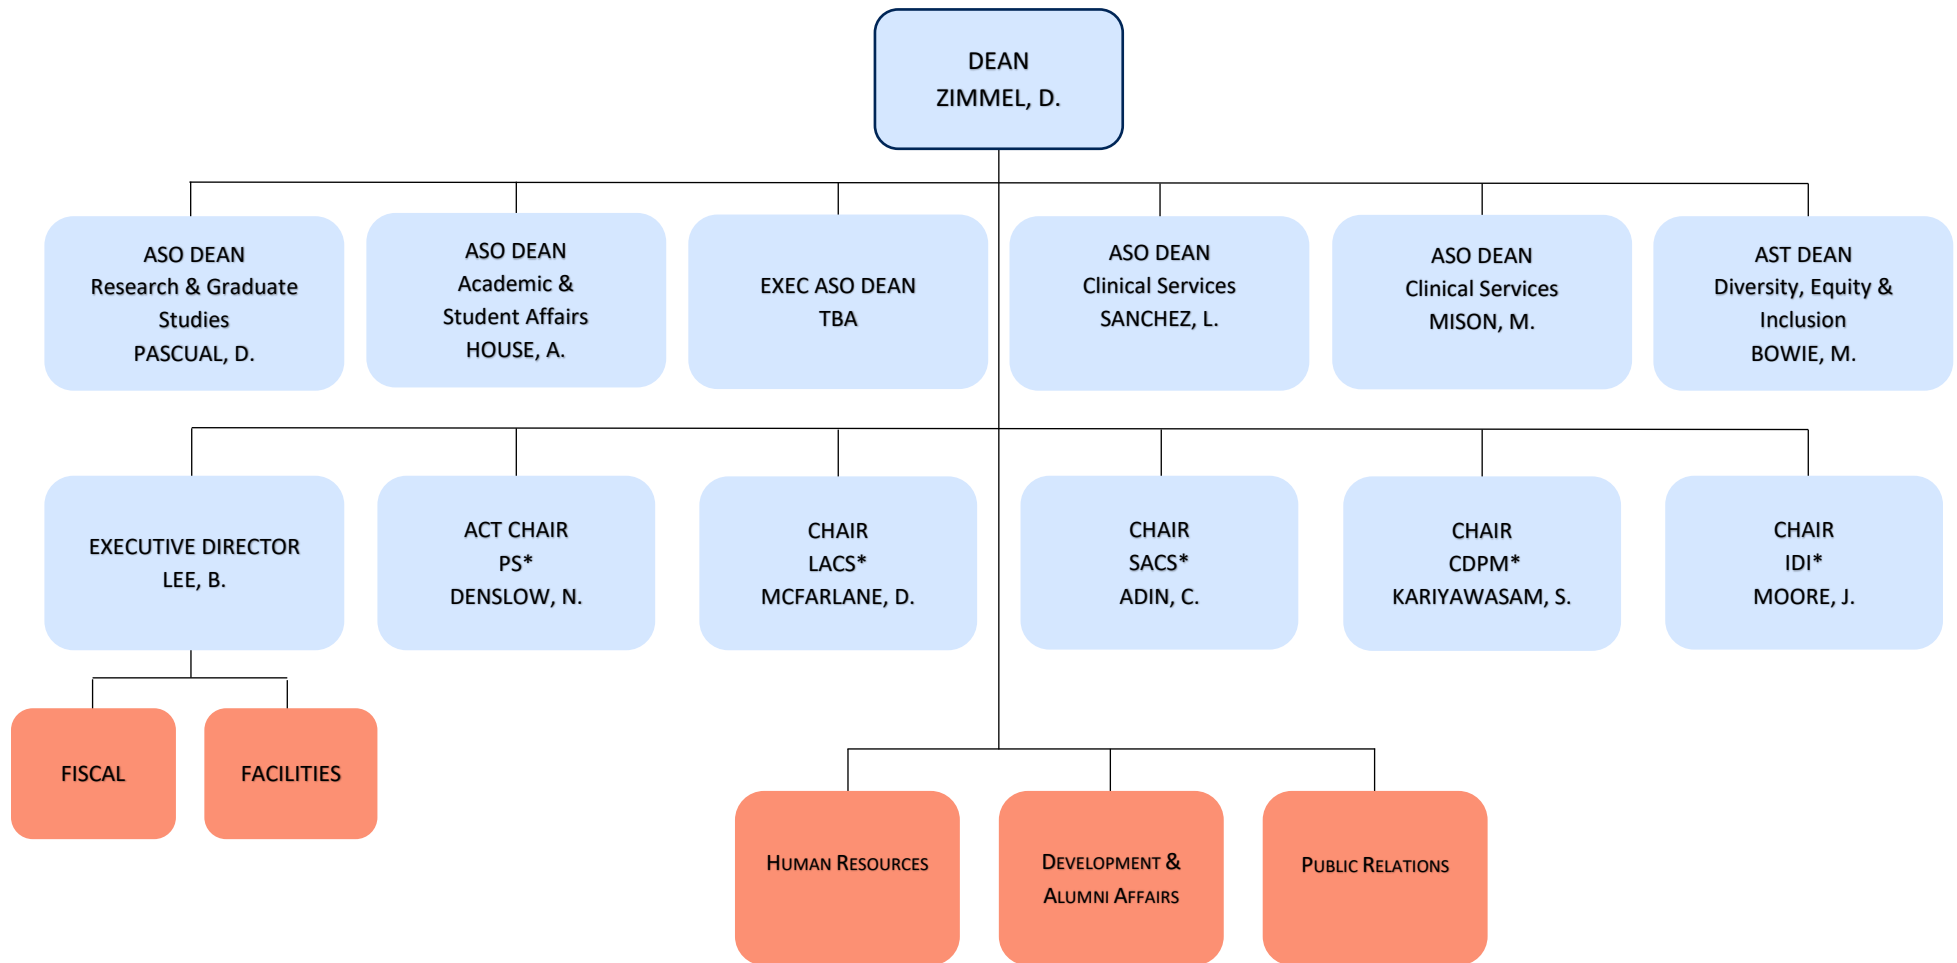 DEAN
ZIMMEL, D.
ASO DEAN
Research & Graduate
Studies
PASCUAL, D.
ASO DEAN
Academic &
Student Affairs
HOUSE, A.
EXEC ASO DEAN
TBA
ASO DEAN
Clinical Services
SANCHEZ, L.
ASO DEAN
Clinical Services
MISON, M.
AST DEAN
Diversity, Equity &
Inclusion
BOWIE, M.
EXECUTIVE DIRECTOR
LEE, B.
ACT CHAIR
PS*
DENSLOW, N.
CHAIR
LACS*
MCFARLANE, D.
CHAIR
SACS*
ADIN, C.
CHAIR
CDPM*
KARIYAWASAM, S.
CHAIR
IDI*
MOORE, J.
FISCAL
FACILITIES
HUMAN RESOURCES
DEVELOPMENT &
ALUMNI AFFAIRS
PUBLIC RELATIONS